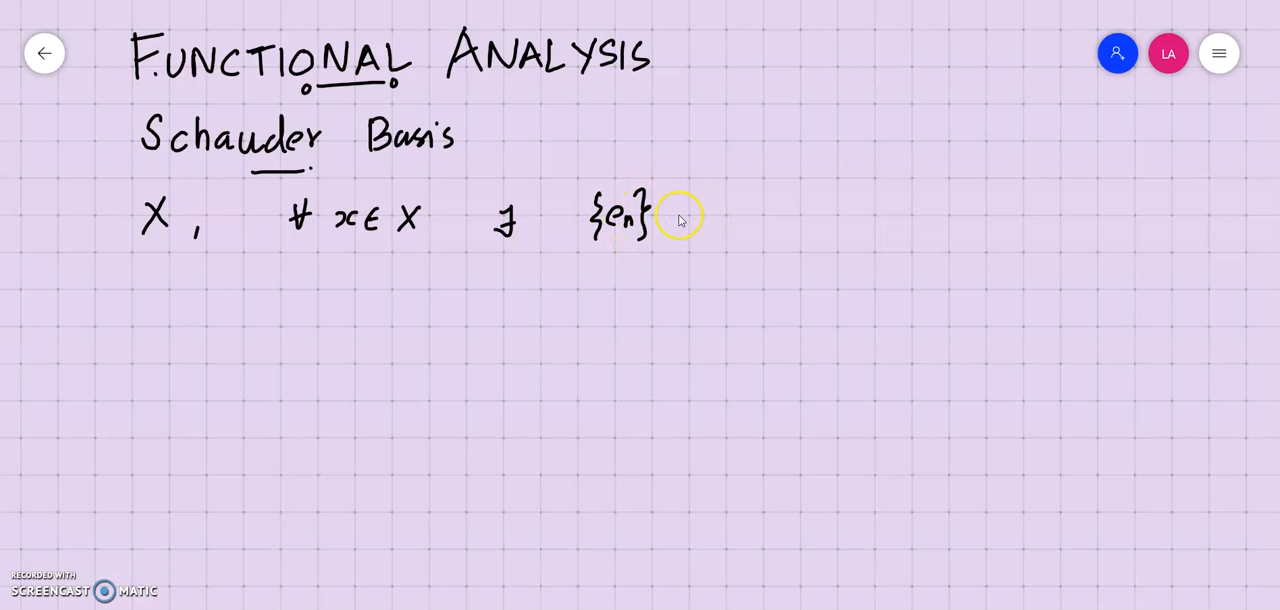 FUNCTIONAL ANALYSIS
LA
Schauder Basis
X, ∀ x ∈ X ∃ {en}
RECORDED WITH
SCREENCAST MATIC